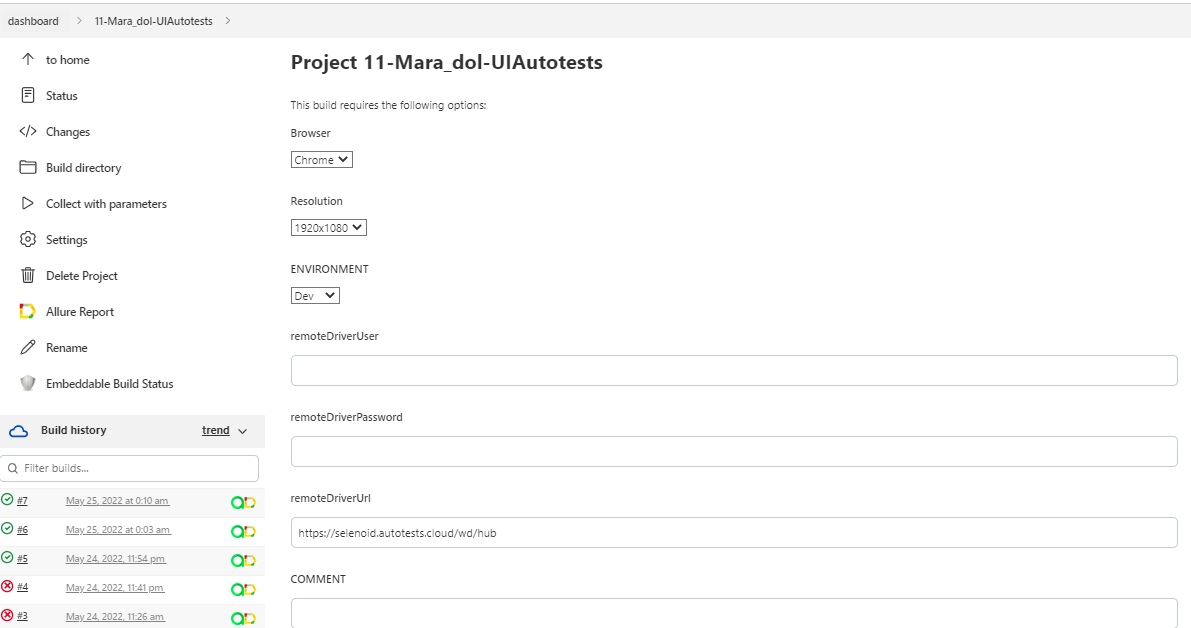 dashboard
11-Mara_dol-UIAutotests
to home
Status
Changes
Build directory
Collect with parameters
Settings
Delete Project
Allure Report
Rename
Embeddable Build Status
Build history
trend
Filter builds...
#7 May 25, 2022 at 0:10 am
#6 May 25, 2022 at 0:03 am
#5 May 24, 2022, 11:54 pm
#4 May 24, 2022, 11:41 pm
#3 May 24, 2022, 11:26 am
Project 11-Mara_dol-UIAutotests
This build requires the following options:
Browser
Chrome
Resolution
1920x1080
ENVIRONMENT
Dev
remoteDriverUser
remoteDriverPassword
remoteDriverUrl
https://selenoid.autotests.cloud/wd/hub
COMMENT